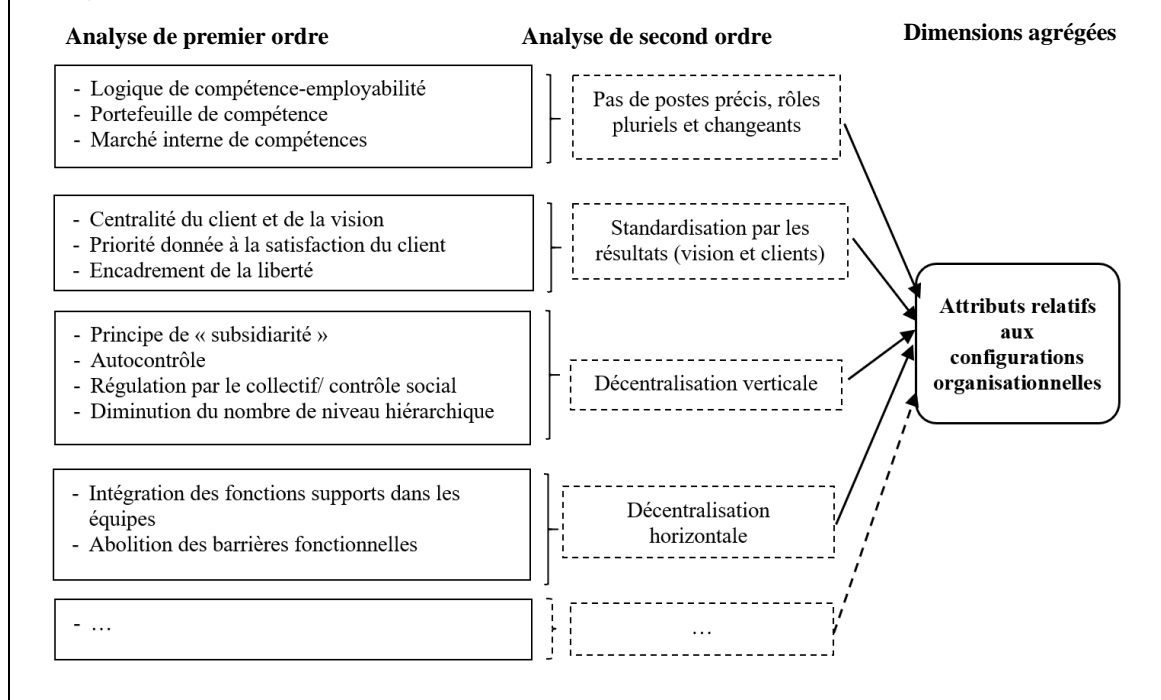 Analyse de premier ordre
Analyse de second ordre
Dimensions agrégées
- Logique de compétence-employabilité
- Portefeuille de compétence
- Marché interne de compétences
Pas de postes précis, rôles
pluriels et changeants
- Centralité du client et de la vision
- Priorité donnée à la satisfaction du client
- Encadrement de la liberté
Standardisation par les
résultats (vision et clients)
- Principe de « subsidiarité »
- Autocontrôle
- Régulation par le collectif/ contrôle social
- Diminution du nombre de niveau hiérarchique
Décentralisation verticale
- Intégration des fonctions supports dans les
équipes
- Abolition des barrières fonctionnelles
Décentralisation
horizontale
- …
…
Attributs relatifs
aux
configurations
organisationnelles